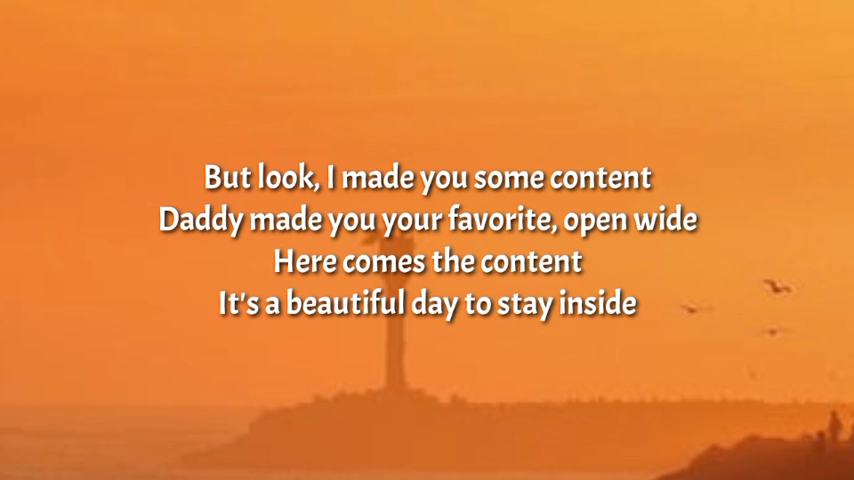 But look, I made you some content
Daddy made you your favorite, open wide
Here comes the content
It's a beautiful day to stay inside